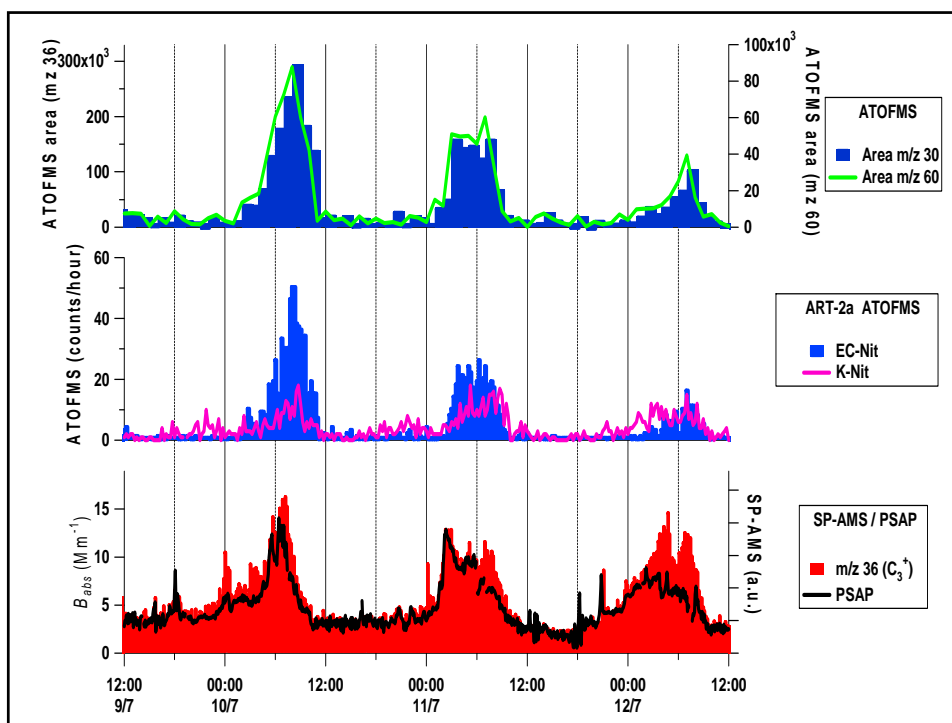 300x10³
200
100
0
ATOFMS area (m z 36)
100x10³
80
60
40
20
0
ATOFMS area (m z 60)
ATOFMS
Area m/z 30
Area m/z 60
60
40
20
0
ATOFMS (counts/hour)
ART-2a ATOFMS
EC-Nit
K-Nit
15
10
5
0
B abs (Mm⁻¹)
SP-AMS (a.u.)
SP-AMS / PSAP
m/z 36 (C₃⁺)
PSAP
12:00 00:00 12:00 00:00 12:00 00:00 12:00
9/7 10/7 11/7 12/7